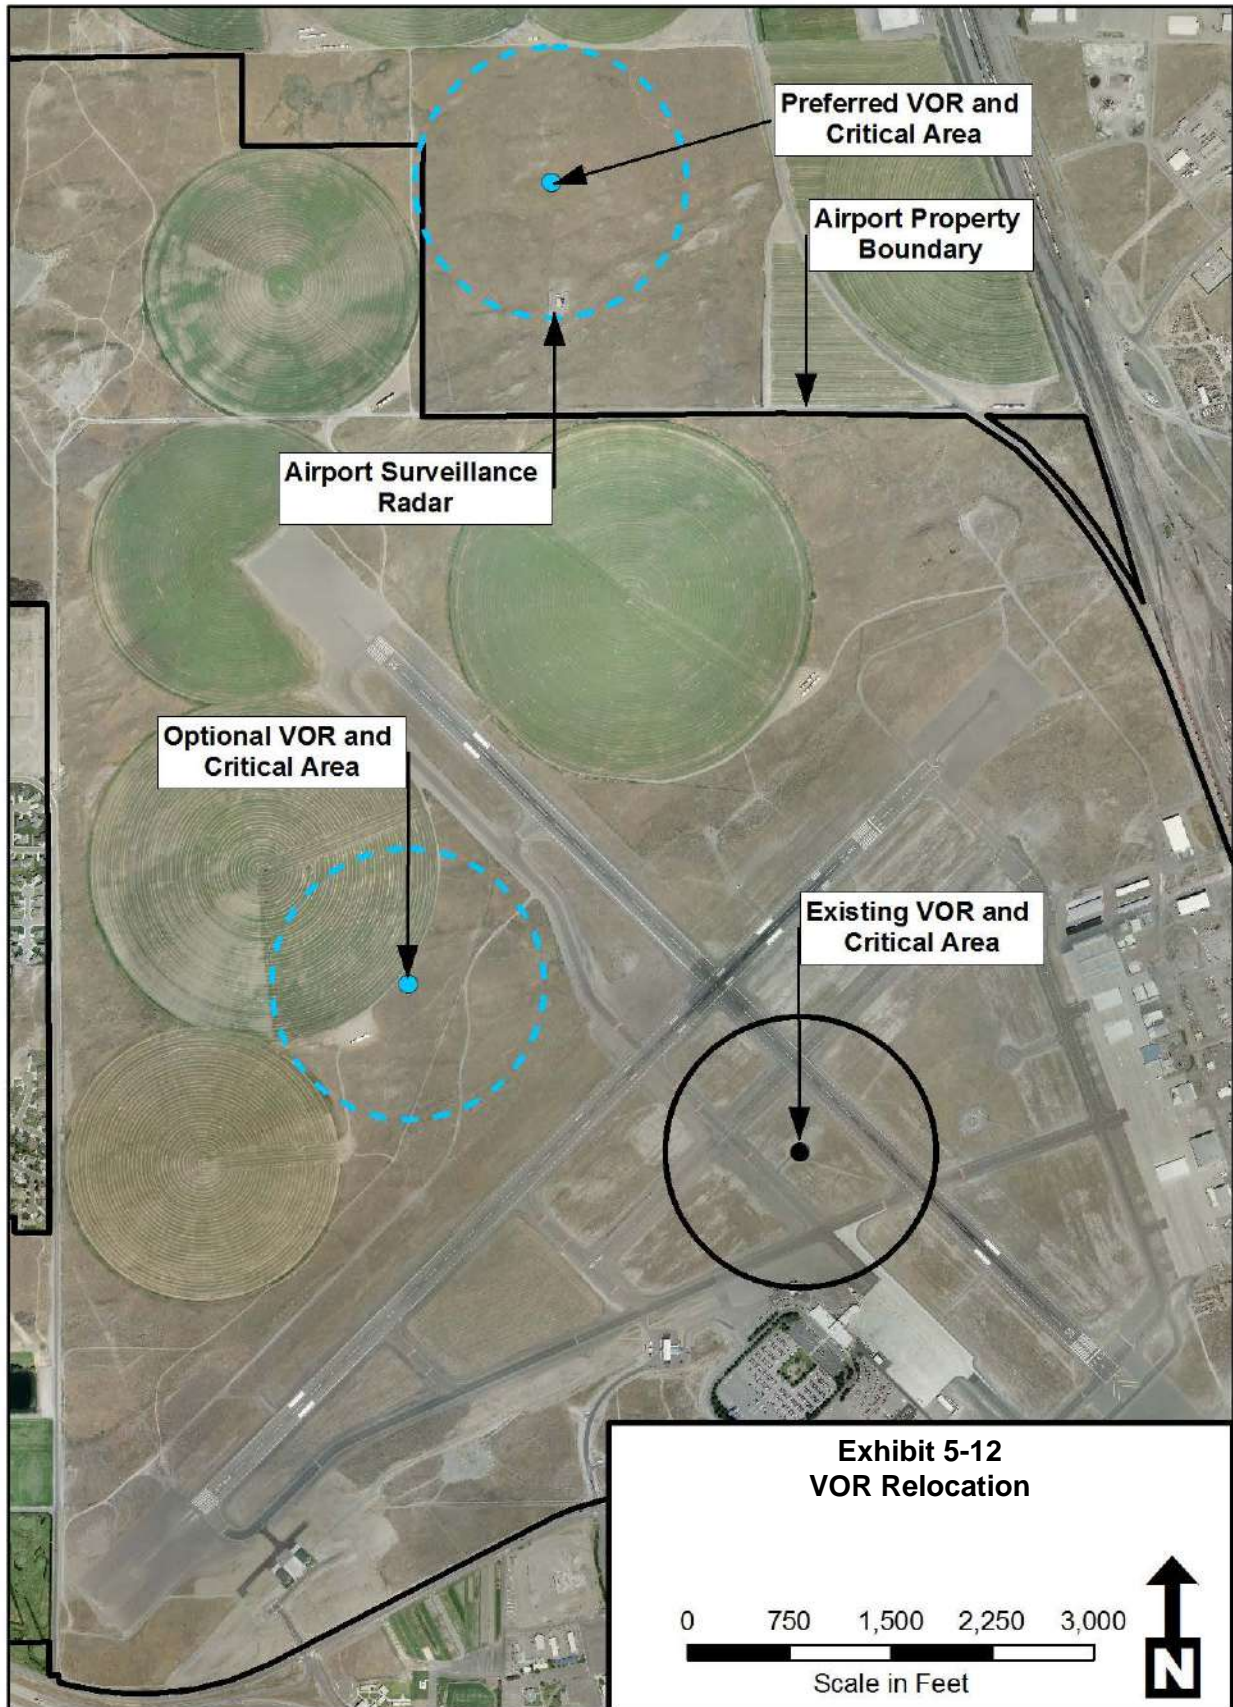 Preferred VOR and
Critical Area
Airport Property
Boundary
Airport Surveillance
Radar
Optional VOR and
Critical Area
Existing VOR and
Critical Area
Exhibit 5-12
VOR Relocation
0 750 1,500 2,250 3,000
Scale in Feet
N